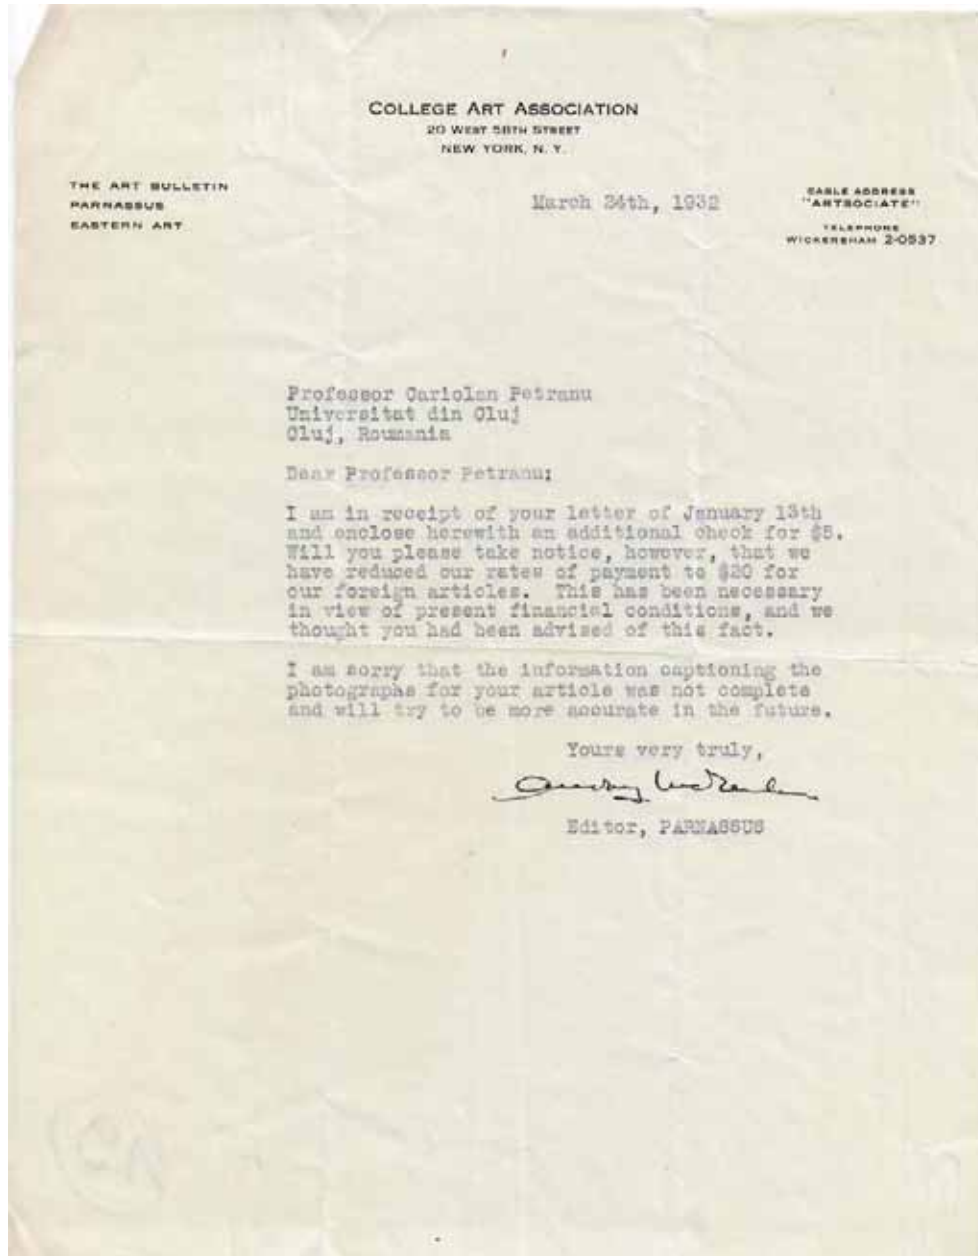 COLLEGE ART ASSOCIATION
20 WEST 58TH STREET
NEW YORK, N. Y.
THE ART BULLETIN
PARNASSUS
EASTERN ART
March 24th, 1932
CABLE ADDRESS
"ARTSOCIATE"
TELEPHONE
WICKERSHAM 2-0537
Professor Cariolan Petranu
Universitat din Cluj
Cluj, Roumania
Dear Professor Petranu:
I am in receipt of your letter of January 13th
and enclose herewith an additional check for $5.
Will you please take notice, however, that we
have reduced our rates of payment to $20 for
our foreign articles. This has been necessary
in view of present financial conditions, and we
thought you had been advised of this fact.
I am sorry that the information captioning the
photographs for your article was not complete
and will try to be more accurate in the future.
Yours very truly,
Editor, PARNASSUS